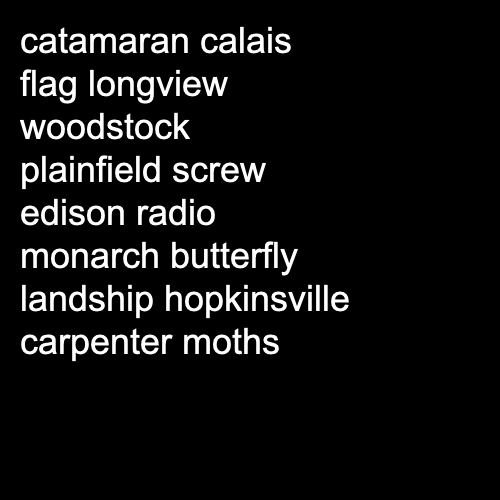 catamaran calais
flag longview
woodstock
plainfield screw
edison radio
monarch butterfly
landship hopkinsville
carpenter moths